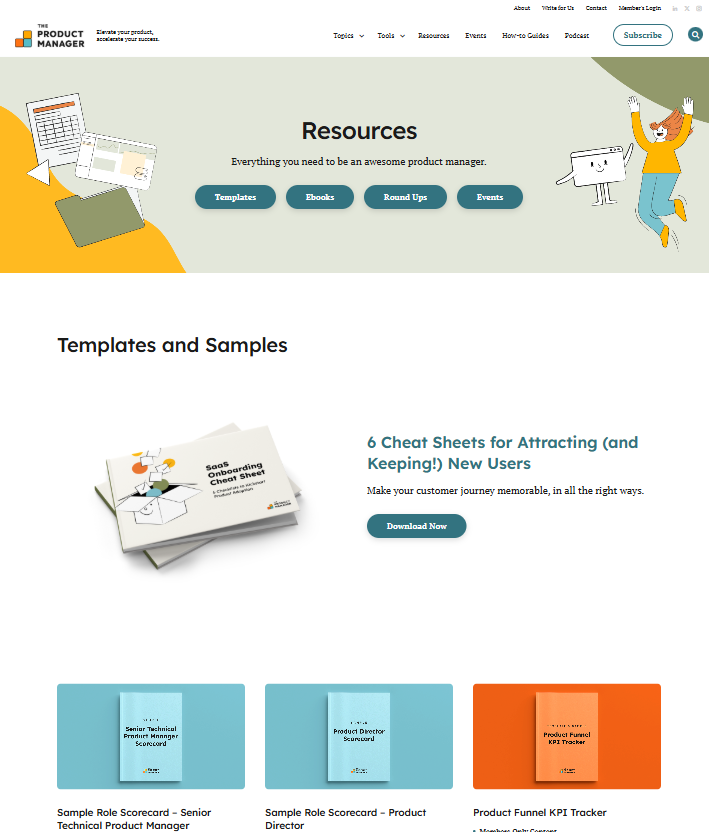 About Write for Us Contact Member's Login
THE
PRODUCT
MANAGER
Elevate your product,
accelerate your success.
Topics Tools Resources Events How-to Guides Podcast Subscribe
Resources
Everything you need to be an awesome product manager.
Templates Ebooks Round Ups Events
Templates and Samples
SaaS
Onboarding
Cheat Sheet
6 Cheat Sheets for Attracting (and
Keeping!) New Users
Make your customer journey memorable, in all the right ways.
Download Now
Senior Technical
Product Manager
Scorecard
Product Director
Scorecard
Product Funnel
KPI Tracker
Sample Role Scorecard – Senior
Technical Product Manager
Sample Role Scorecard – Product
Director
Product Funnel KPI Tracker
Members Only Content